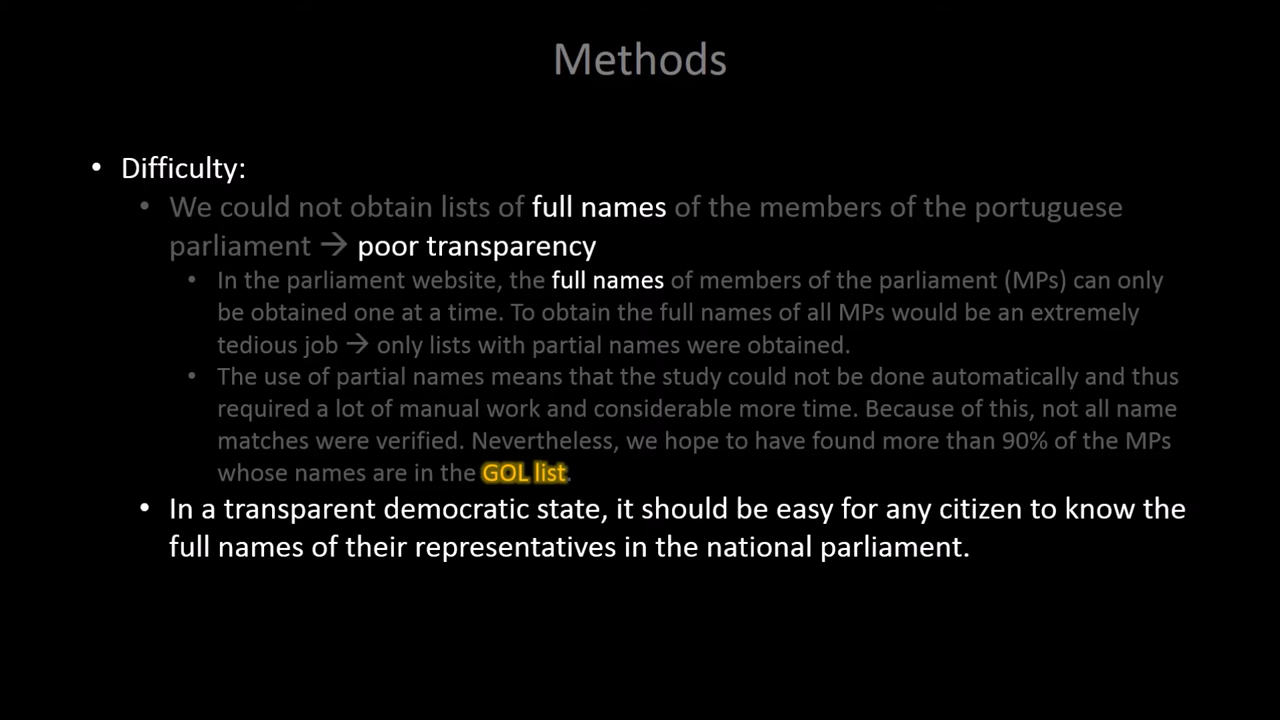 Methods
• Difficulty:
• We could not obtain lists of full names of the members of the portuguese
parliament → poor transparency
• In the parliament website, the full names of members of the parliament (MPs) can only
be obtained one at a time. To obtain the full names of all MPs would be an extremely
tedious job → only lists with partial names were obtained.
• The use of partial names means that the study could not be done automatically and thus
required a lot of manual work and considerable more time. Because of this, not all name
matches were verified. Nevertheless, we hope to have found more than 90% of the MPs
whose names are in the GOL list.
• In a transparent democratic state, it should be easy for any citizen to know the
full names of their representatives in the national parliament.